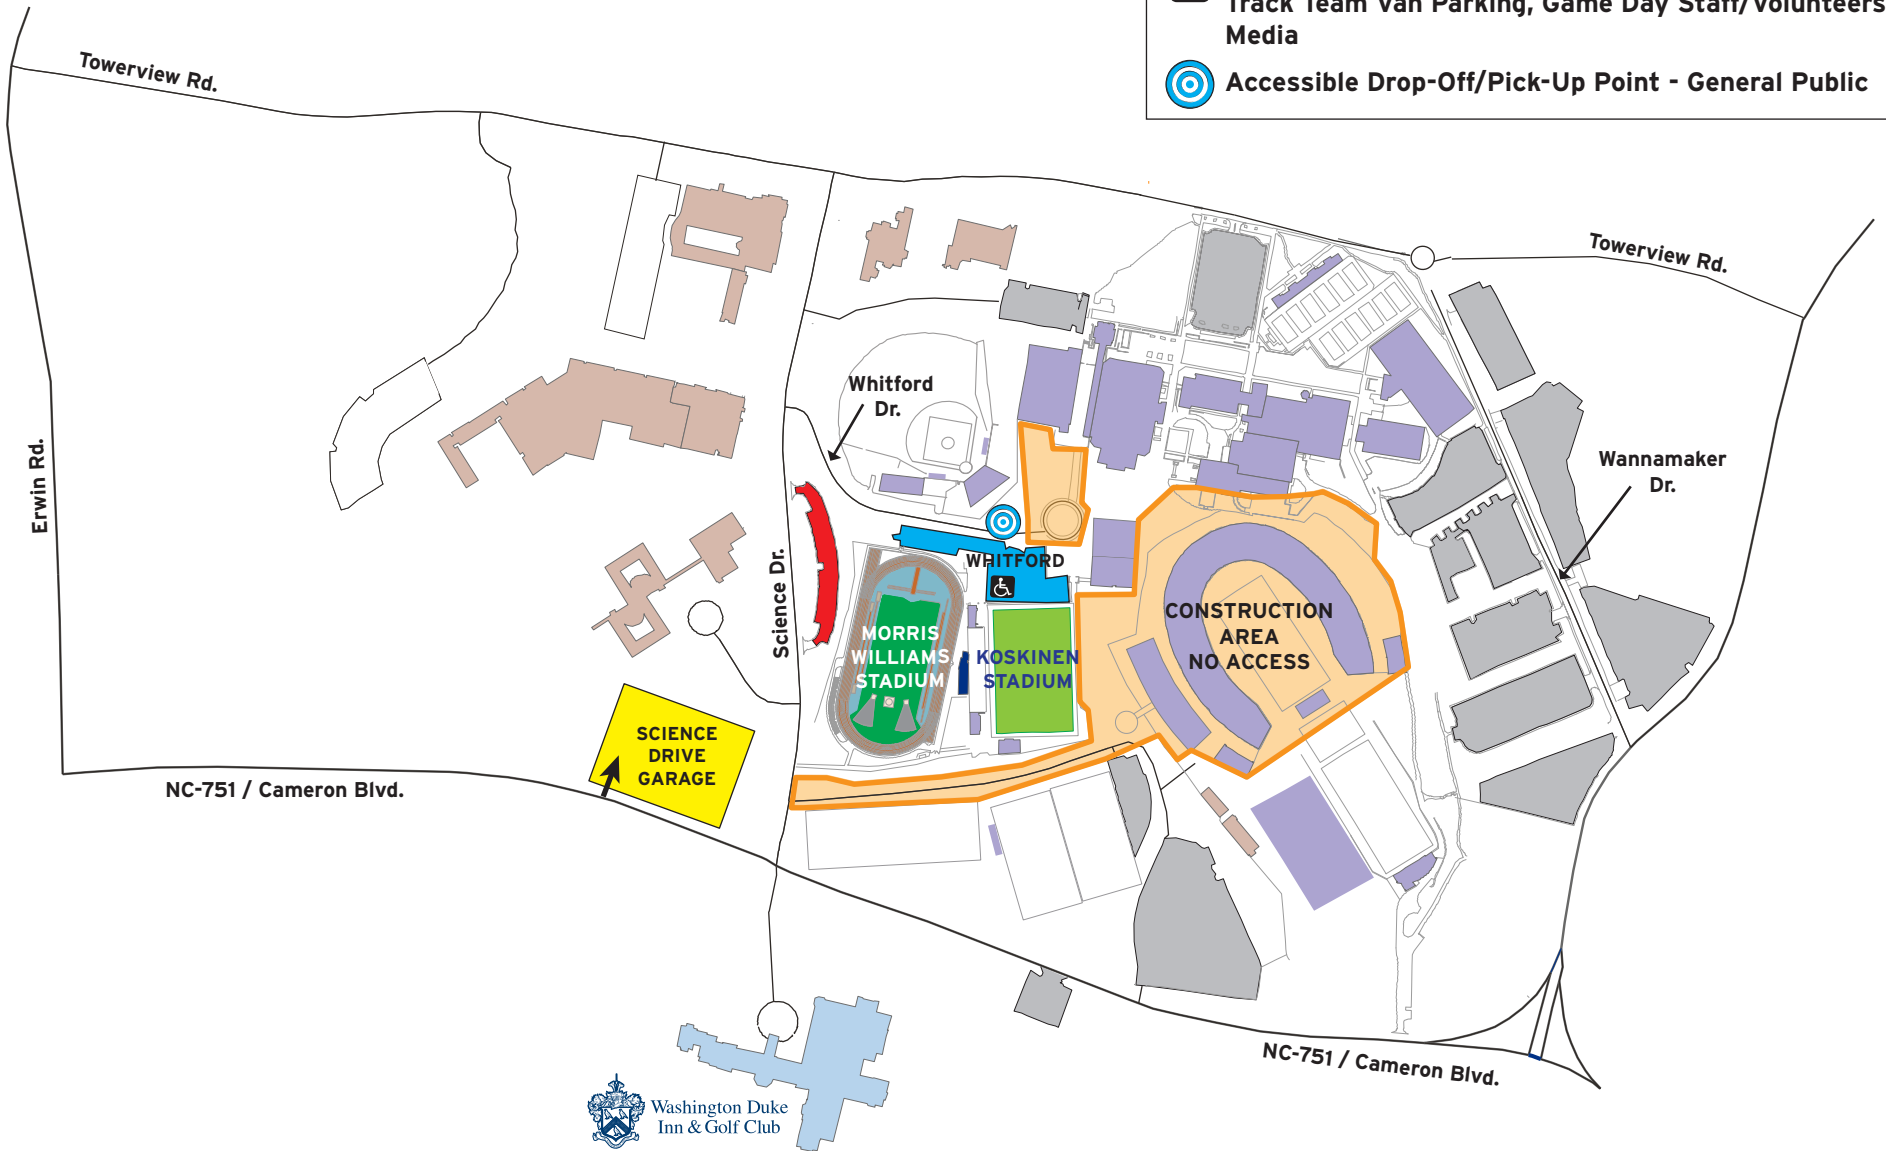 Track Team Van Parking, Game Day Staff/Volunteers
Media
Accessible Drop-Off/Pick-Up Point - General Public
Towerview Rd.
Towerview Rd.
Whitford
Dr.
Erwin Rd.
Wannamaker
Dr.
Science Dr.
WHITFORD
MORRIS
WILLIAMS
STADIUM
KOSKINEN
STADIUM
CONSTRUCTION
AREA
NO ACCESS
SCIENCE
DRIVE
GARAGE
NC-751 / Cameron Blvd.
NC-751 / Cameron Blvd.
Washington Duke
Inn & Golf Club